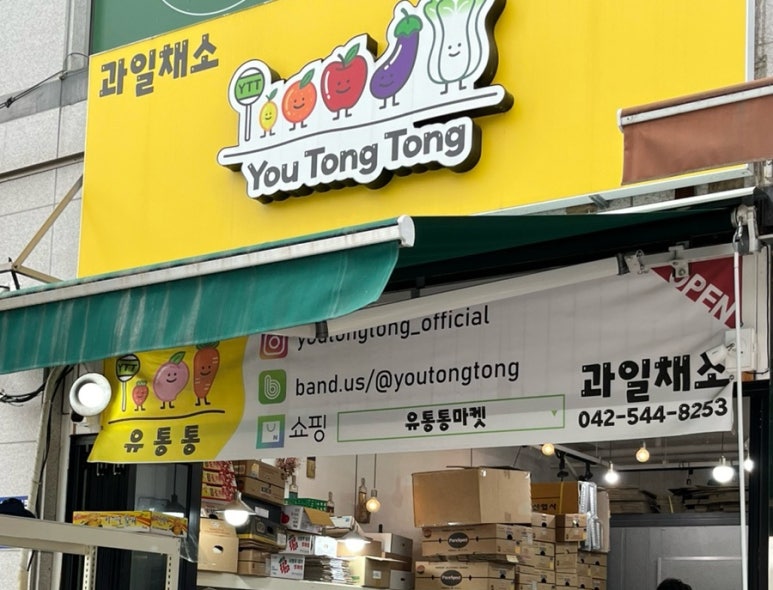 과일채소
YTT
You Tong Tong
OPEN
youtongtong_official
band.us/@youtongtong
과일채소
YTT
쇼핑 유통통마켓
042-544-8253
유통통